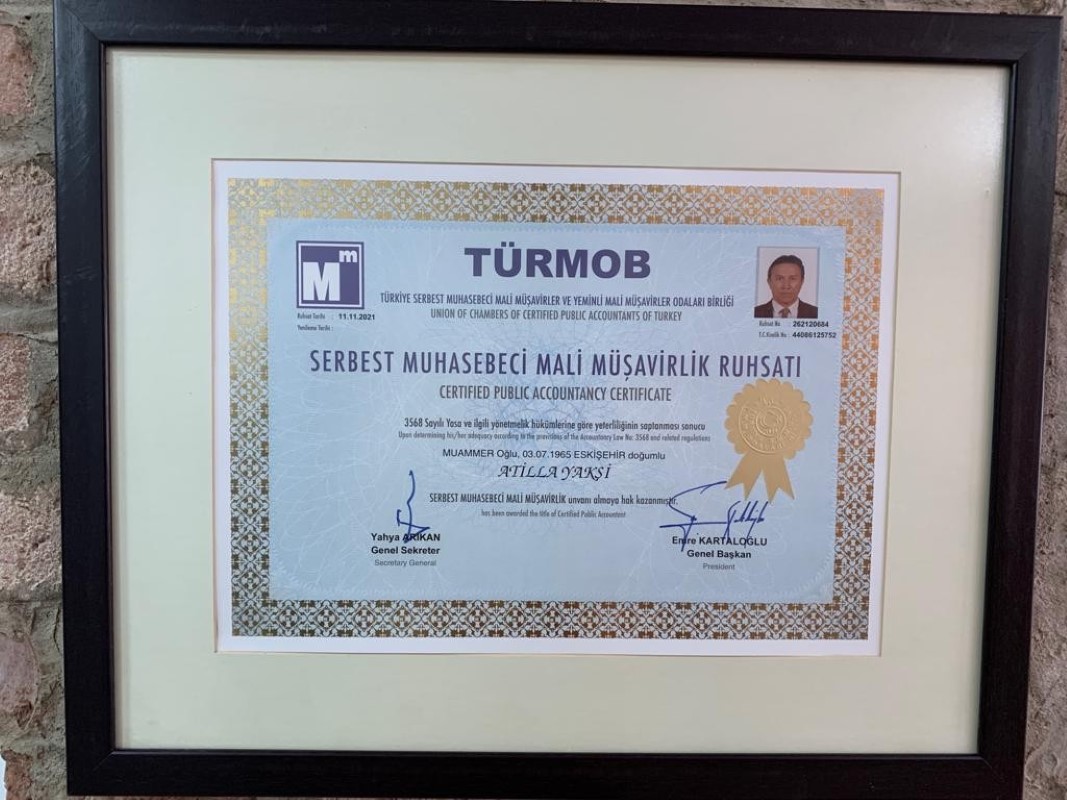 Mm
TÜRMOB
TÜRKİYE SERBEST MUHASEBECİ MALİ MÜŞAVİRLER VE YEMİNLİ MALİ MÜŞAVİRLER ODALARI BİRLİĞİ
UNION OF CHAMBERS OF CERTIFIED PUBLIC ACCOUNTANTS OF TURKEY
Ruhsat Tarihi : 11.11.2021
Yenileme Tarihi :
Ruhsat No : 262120684
T.C.Kimlik No : 44086125752
SERBEST MUHASEBECİ MALİ MÜŞAVİRLİK RUHSATI
CERTIFIED PUBLIC ACCOUNTANCY CERTIFICATE
3568 Sayılı Yasa ve ilgili yönetmelik hükümlerine göre yeterliliğinin saptanması sonucu
Upon determining his/her adequacy according to the provisions of the Accountancy Law No: 3568 and related regulations
MUAMMER Oğlu, 03.07.1965 ESKİŞEHİR doğumlu
ATİLLA YAKŞİ
SERBEST MUHASEBECİ MALİ MÜŞAVİRLİK unvanı almaya hak kazanmıştır.
has been awarded the title of Certified Public Accountant
Yahya ARIKAN
Genel Sekreter
Secretary General
Emre KARTALOĞLU
Genel Başkan
President